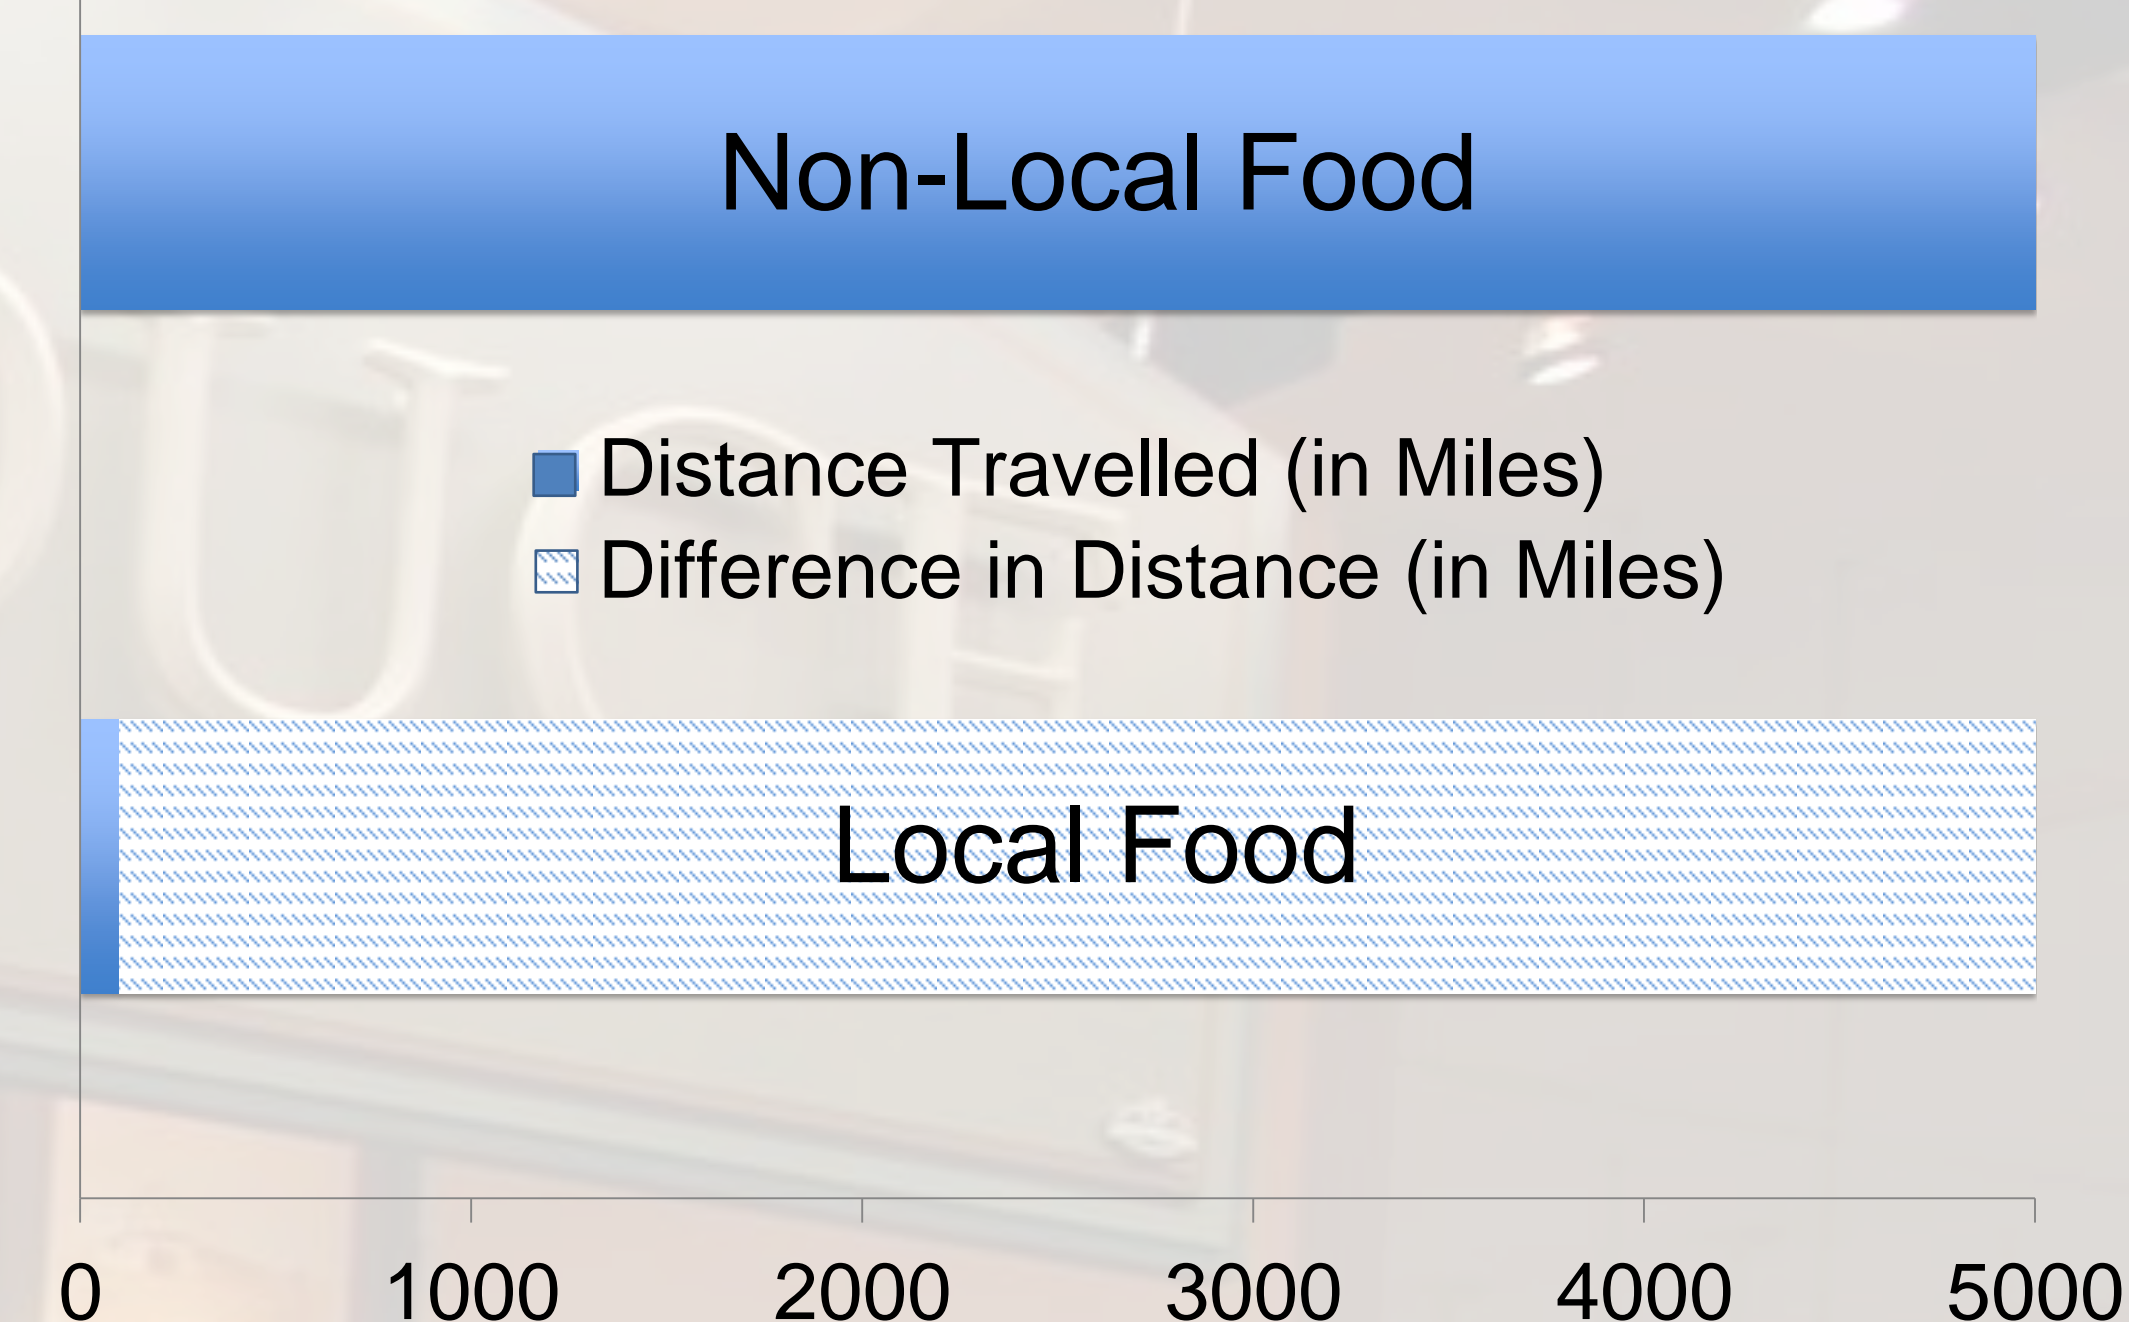 Non-Local Food
Distance Travelled (in Miles)
Difference in Distance (in Miles)
Local Food
0 1000 2000 3000 4000 5000